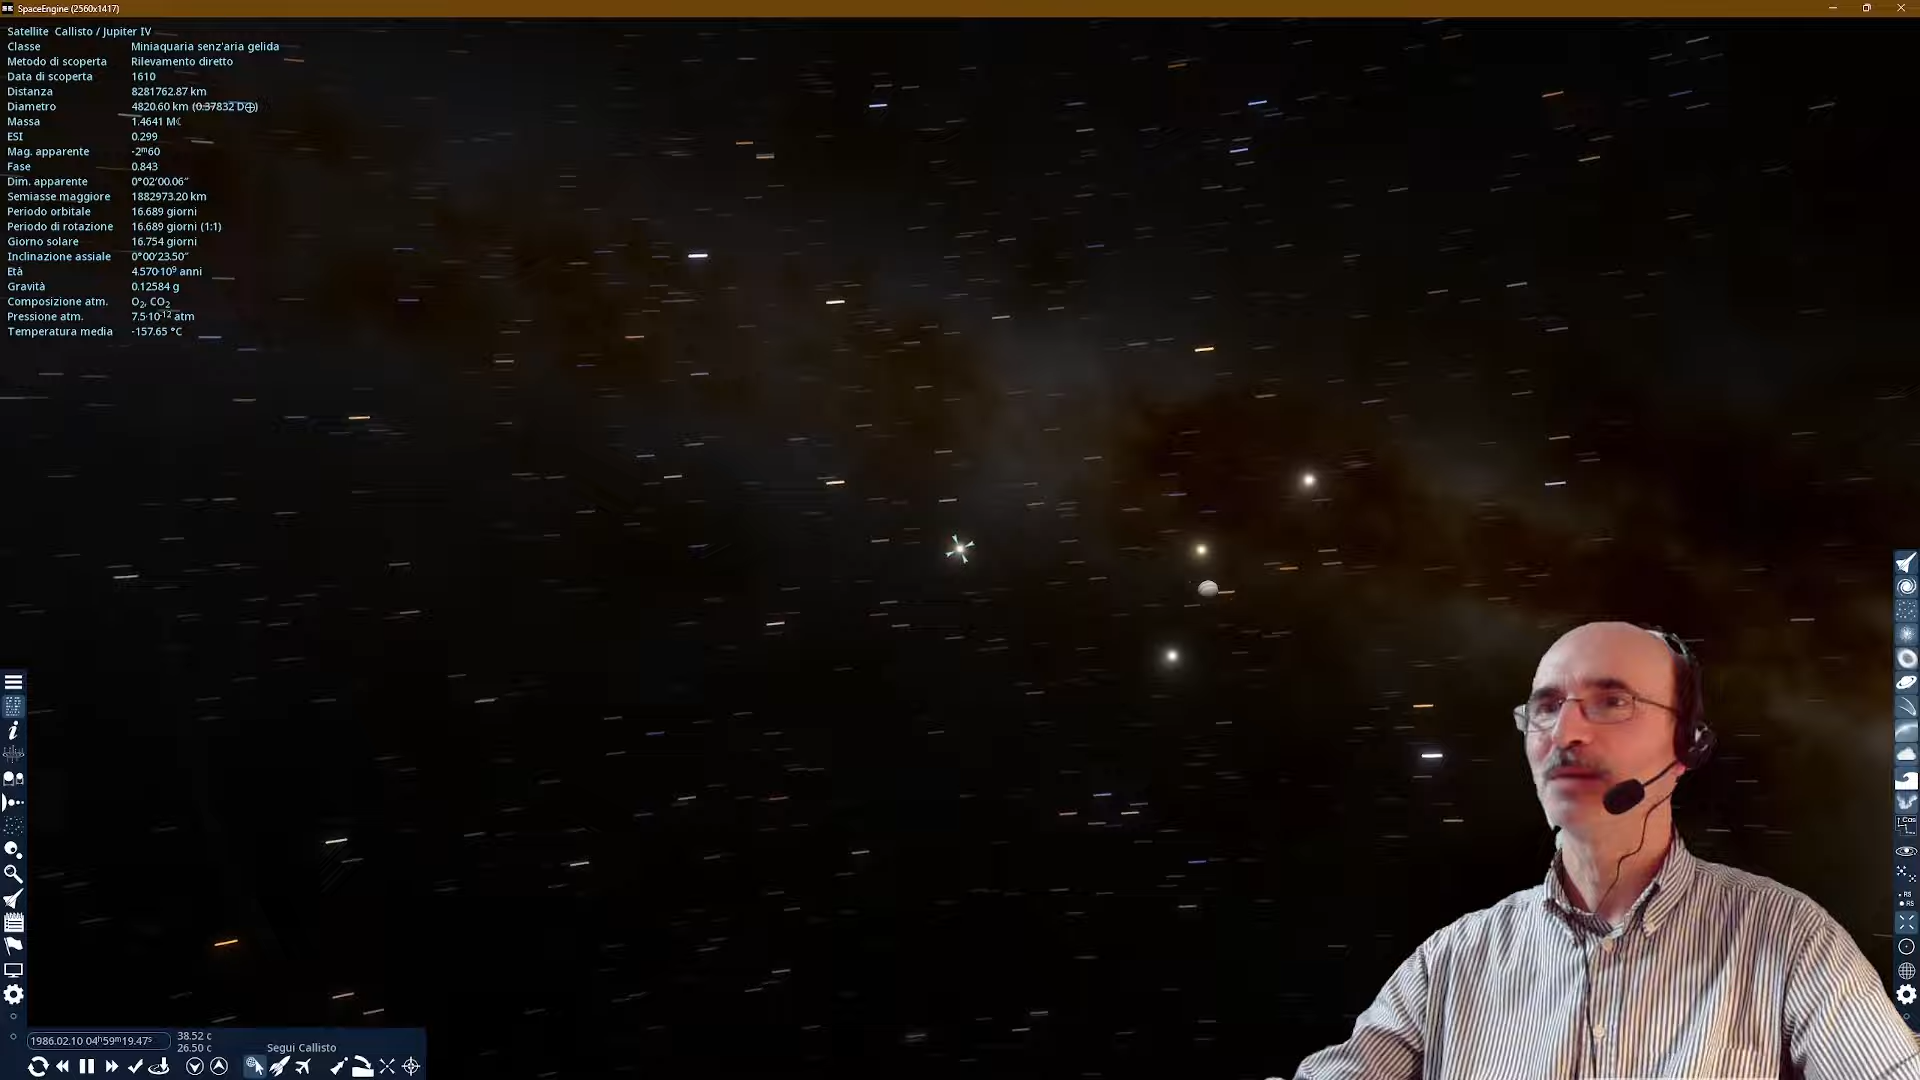 SpaceEngine (2560x1417)
Satellite Callisto / Jupiter IV
Classe Miniaquaria senz'aria gelida
Metodo di scoperta Rilevamento diretto
Data di scoperta 1610
Distanza 8281762.87 km
Diametro 4820.60 km (0.37832 D⊕)
Massa 1.4641 M☾
ESI 0.299
Mag. apparente -2ᵐ60
Fase 0.843
Dim. apparente 0°02'00.06"
Semiasse maggiore 1882973.20 km
Periodo orbitale 16.689 giorni
Periodo di rotazione 16.689 giorni (1:1)
Giorno solare 16.754 giorni
Inclinazione assiale 0°00'23.50"
Età 4.570·10⁹ anni
Gravità 0.12584 g
Composizione atm. O₂, CO₂
Pressione atm. 7.5·10⁻¹² atm
Temperatura media -157.65 °C
RS
RS
1986.02.10 04ʰ59ᵐ19.47ˢ
38.52 c
26.50 c
Segui Callisto